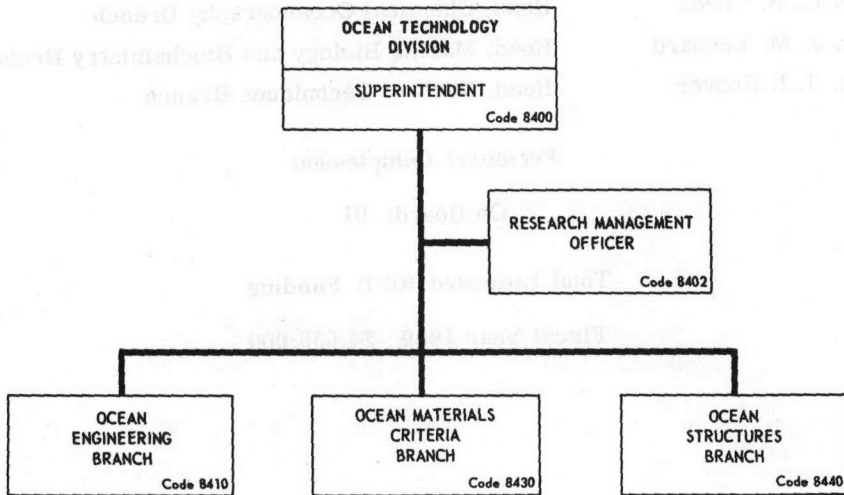 OCEAN TECHNOLOGY
DIVISION
SUPERINTENDENT
Code 8400
RESEARCH MANAGEMENT
OFFICER
Code 8402
OCEAN
ENGINEERING
BRANCH
Code 8410
OCEAN MATERIALS
CRITERIA
BRANCH
Code 8430
OCEAN
STRUCTURES
BRANCH
Code 8440